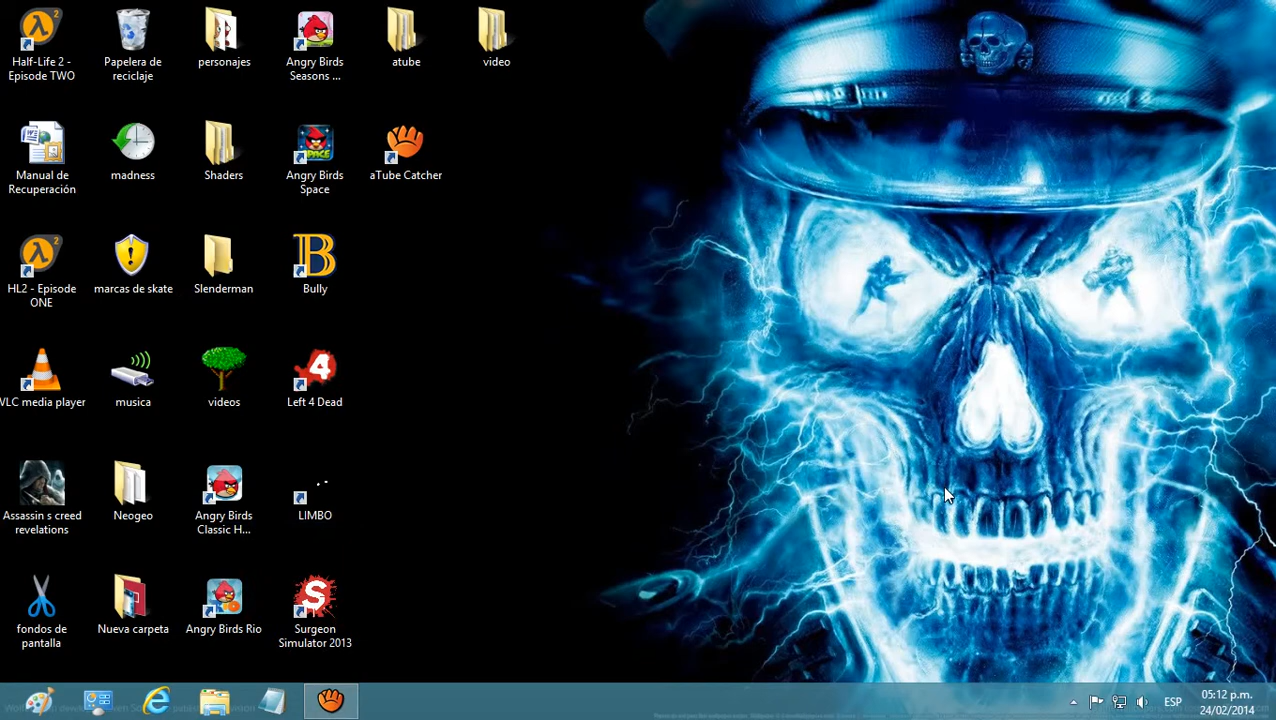 Half-Life 2 -
Episode TWO
Papelera de
reciclaje
personajes
Angry Birds
Seasons ...
atube
video
Manual de
Recuperación
madness
Shaders
SPACE
Angry Birds
Space
aTube Catcher
HL2 - Episode
ONE
marcas de skate
Slenderman
B
Bully
VLC media player
musica
videos
4
Left 4 Dead
Assassin s creed
revelations
Neogeo
Angry Birds
Classic H...
LIMBO
fondos de
pantalla
Nueva carpeta
Angry Birds Rio
S
Surgeon
Simulator 2013
ESP
05:12 p.m.
24/02/2014